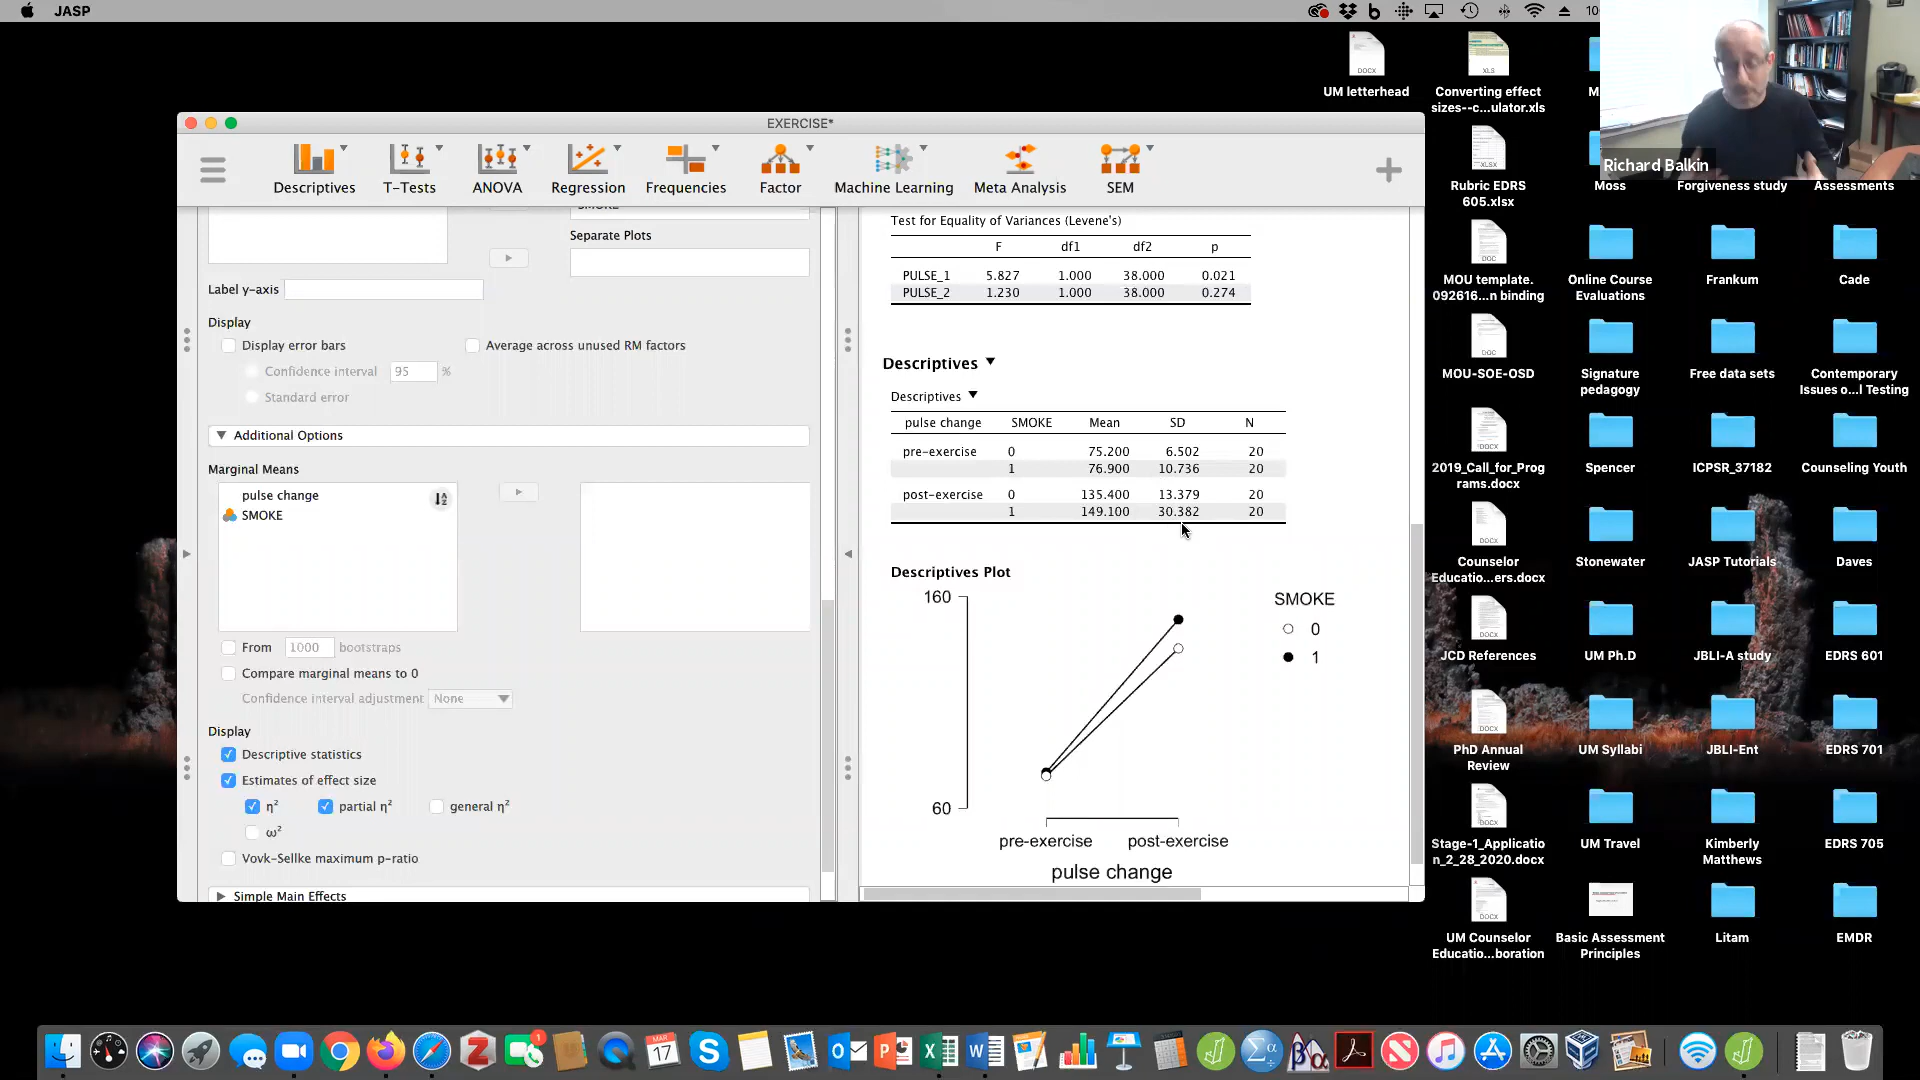 JASP
10
UM letterhead
Converting effect
sizes--c...ulator.xls
M
Richard Balkin
Rubric EDRS
605.xlsx
Moss
Forgiveness study
Assessments
MOU template.
092616...n binding
Online Course
Evaluations
Frankum
Cade
MOU-SOE-OSD
Signature
pedagogy
Free data sets
Contemporary
Issues o...l Testing
2019_Call_for_Prog
rams.docx
Spencer
ICPSR_37182
Counseling Youth
Counselor
Educatio...ers.docx
Stonewater
JASP Tutorials
Daves
JCD References
UM Ph.D
JBLI-A study
EDRS 601
PhD Annual
Review
UM Syllabi
JBLI-Ent
EDRS 701
Stage-1_Applicatio
n_2_28_2020.docx
UM Travel
Kimberly
Matthews
EDRS 705
UM Counselor
Educatio...boration
Basic Assessment
Principles
Litam
EMDR
EXERCISE*
Descriptives
T-Tests
ANOVA
Regression
Frequencies
Factor
Machine Learning
Meta Analysis
SEM
SMOKE
Separate Plots
Label y-axis
Display
Display error bars
Average across unused RM factors
Confidence interval 95 %
Standard error
Additional Options
Marginal Means
pulse change
SMOKE
From 1000 bootstraps
Compare marginal means to 0
Confidence interval adjustment None
Display
Descriptive statistics
Estimates of effect size
η² partial η² general η²
ω²
Vovk-Sellke maximum p-ratio
Simple Main Effects
Test for Equality of Variances (Levene's)
F df1 df2 p
PULSE_1 5.827 1.000 38.000 0.021
PULSE_2 1.230 1.000 38.000 0.274
Descriptives
Descriptives
pulse change SMOKE Mean SD N
pre-exercise 0 75.200 6.502 20
1 76.900 10.736 20
post-exercise 0 135.400 13.379 20
1 149.100 30.382 20
Descriptives Plot
160
60
pre-exercise post-exercise
pulse change
SMOKE
0
1
1
MAR
17